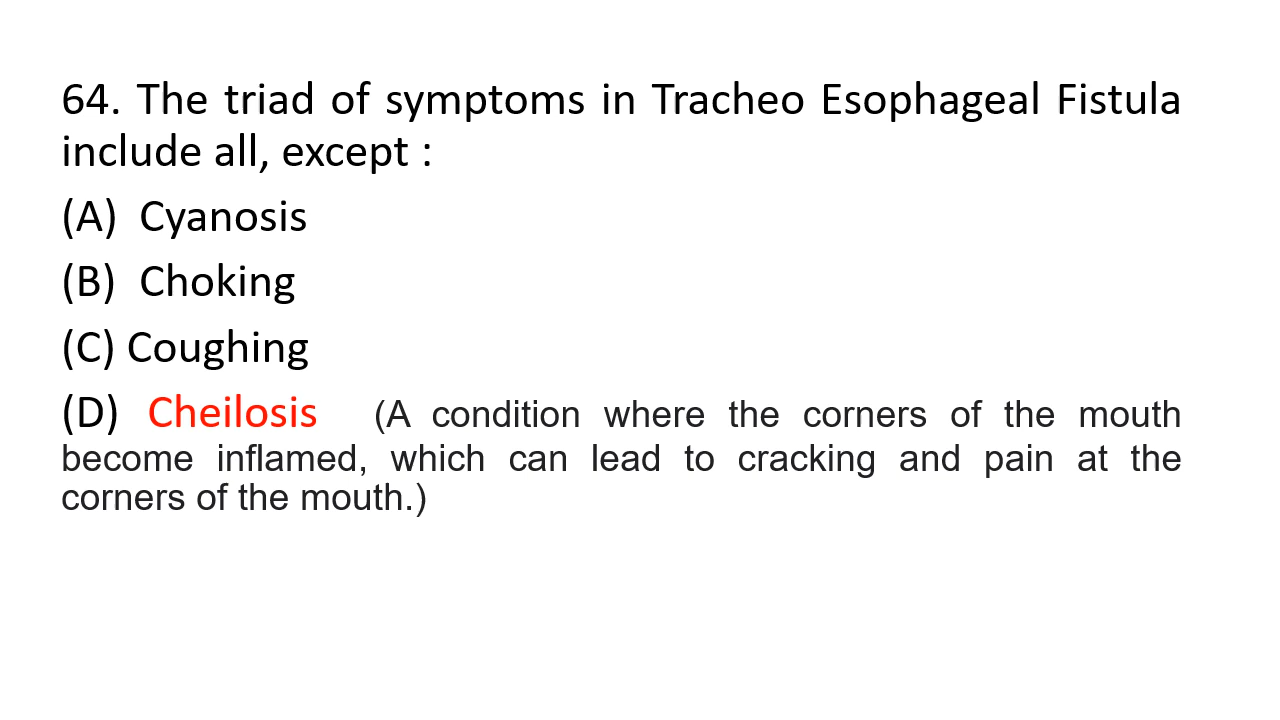 64. The triad of symptoms in Tracheo Esophageal Fistula
include all, except :
(A) Cyanosis
(B) Choking
(C) Coughing
(D) Cheilosis (A condition where the corners of the mouth
become inflamed, which can lead to cracking and pain at the
corners of the mouth.)